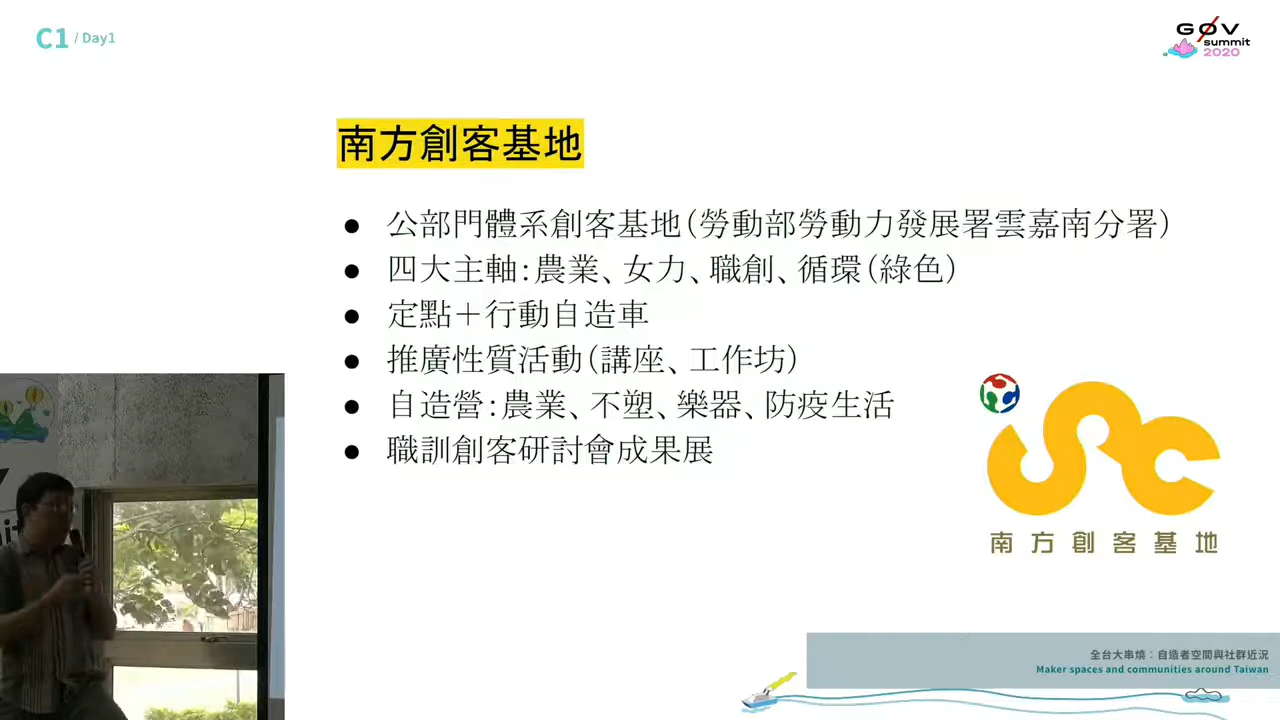 C1 / Day1
GØV
summit
2020
南方創客基地
● 公部門體系創客基地(勞動部勞動力發展署雲嘉南分署)
● 四大主軸:農業、女力、職創、循環(綠色)
● 定點＋行動自造車
● 推廣性質活動(講座、工作坊)
● 自造營:農業、不塑、樂器、防疫生活
● 職訓創客研討會成果展
南方創客基地
全台大串燒：自造者空間與社群近況
Maker spaces and communities around Taiwan